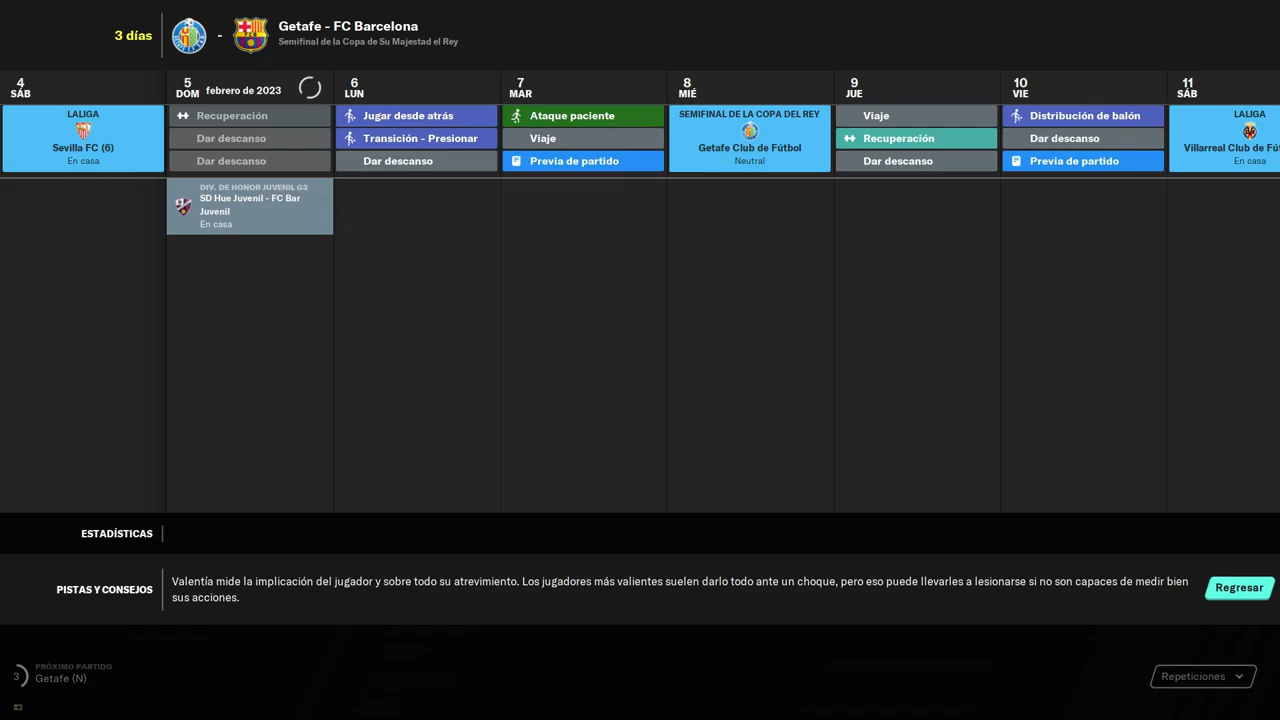 3 días
Getafe - FC Barcelona
Semifinal de la Copa de Su Majestad el Rey
4
SÁB
5
DOM
febrero de 2023
6
LUN
7
MAR
8
MIÉ
9
JUE
10
VIE
11
SÁB
LALIGA
Sevilla FC (6)
En casa
Recuperación
Dar descanso
Dar descanso
Jugar desde atrás
Transición - Presionar
Dar descanso
Ataque paciente
Viaje
Previa de partido
SEMIFINAL DE LA COPA DEL REY
Getafe Club de Fútbol
Neutral
Viaje
Recuperación
Dar descanso
Distribución de balón
Dar descanso
Previa de partido
LALIGA
Villarreal Club de Fút
En casa
DIV. DE HONOR JUVENIL G3
SD Hue Juvenil - FC Bar
Juvenil
En casa
ESTADÍSTICAS
PISTAS Y CONSEJOS
Valentía mide la implicación del jugador y sobre todo su atrevimiento. Los jugadores más valientes suelen darlo todo ante un choque, pero eso puede llevarles a lesionarse si no son capaces de medir bien
sus acciones.
Regresar
3
PRÓXIMO PARTIDO
Getafe (N)
Repeticiones